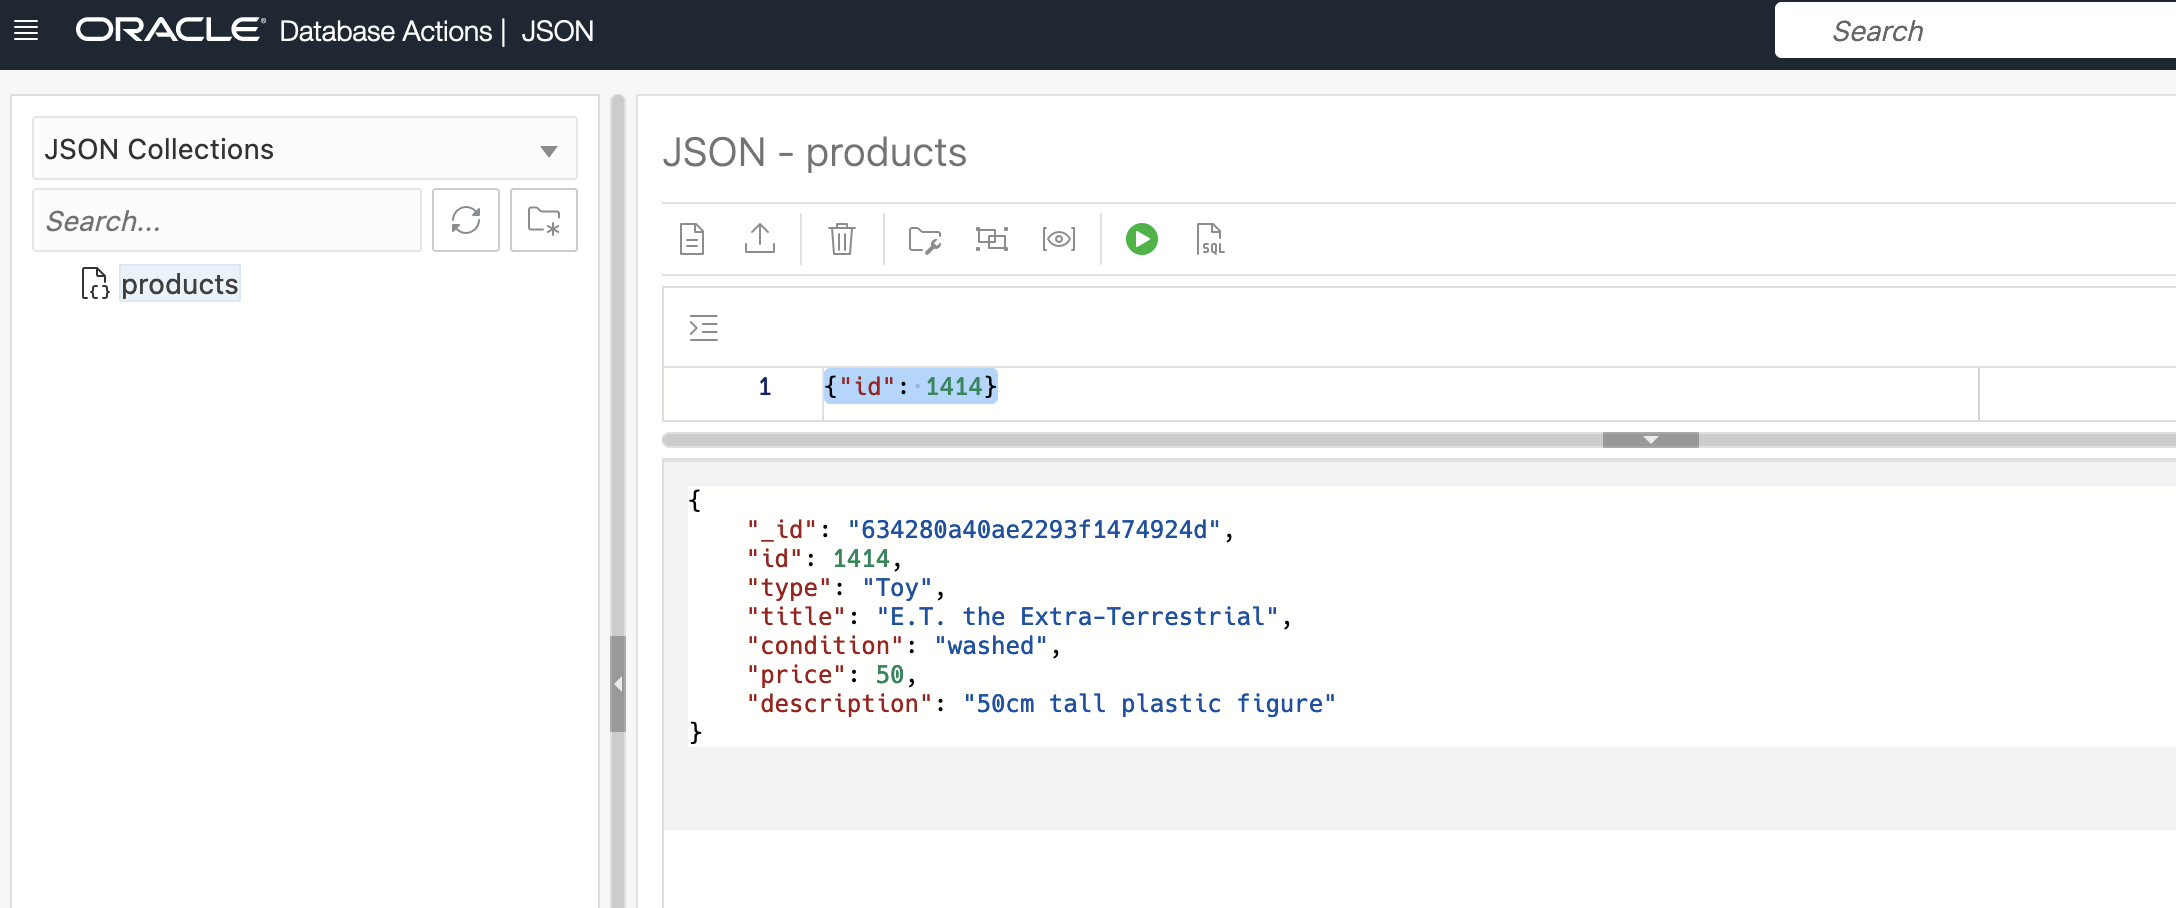 ORACLE® Database Actions | JSON
Search
JSON Collections
Search...
products
JSON - products
SQL
1 {"id": 1414}
{
"_id": "634280a40ae2293f1474924d",
"id": 1414,
"type": "Toy",
"title": "E.T. the Extra-Terrestrial",
"condition": "washed",
"price": 50,
"description": "50cm tall plastic figure"
}